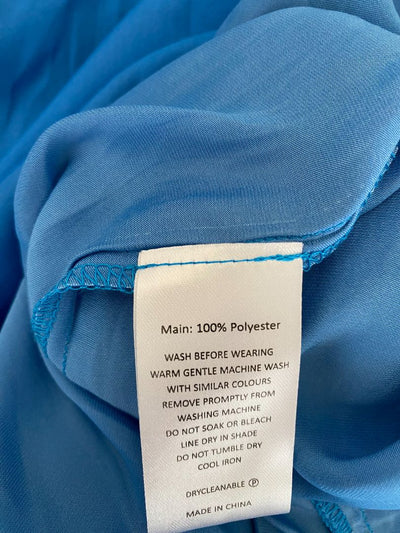 Main: 100% Polyester
WASH BEFORE WEARING
WARM GENTLE MACHINE WASH
WITH SIMILAR COLOURS
REMOVE PROMPTLY FROM
WASHING MACHINE
DO NOT SOAK OR BLEACH
LINE DRY IN SHADE
DO NOT TUMBLE DRY
COOL IRON
DRYCLEANABLE Ⓟ
MADE IN CHINA